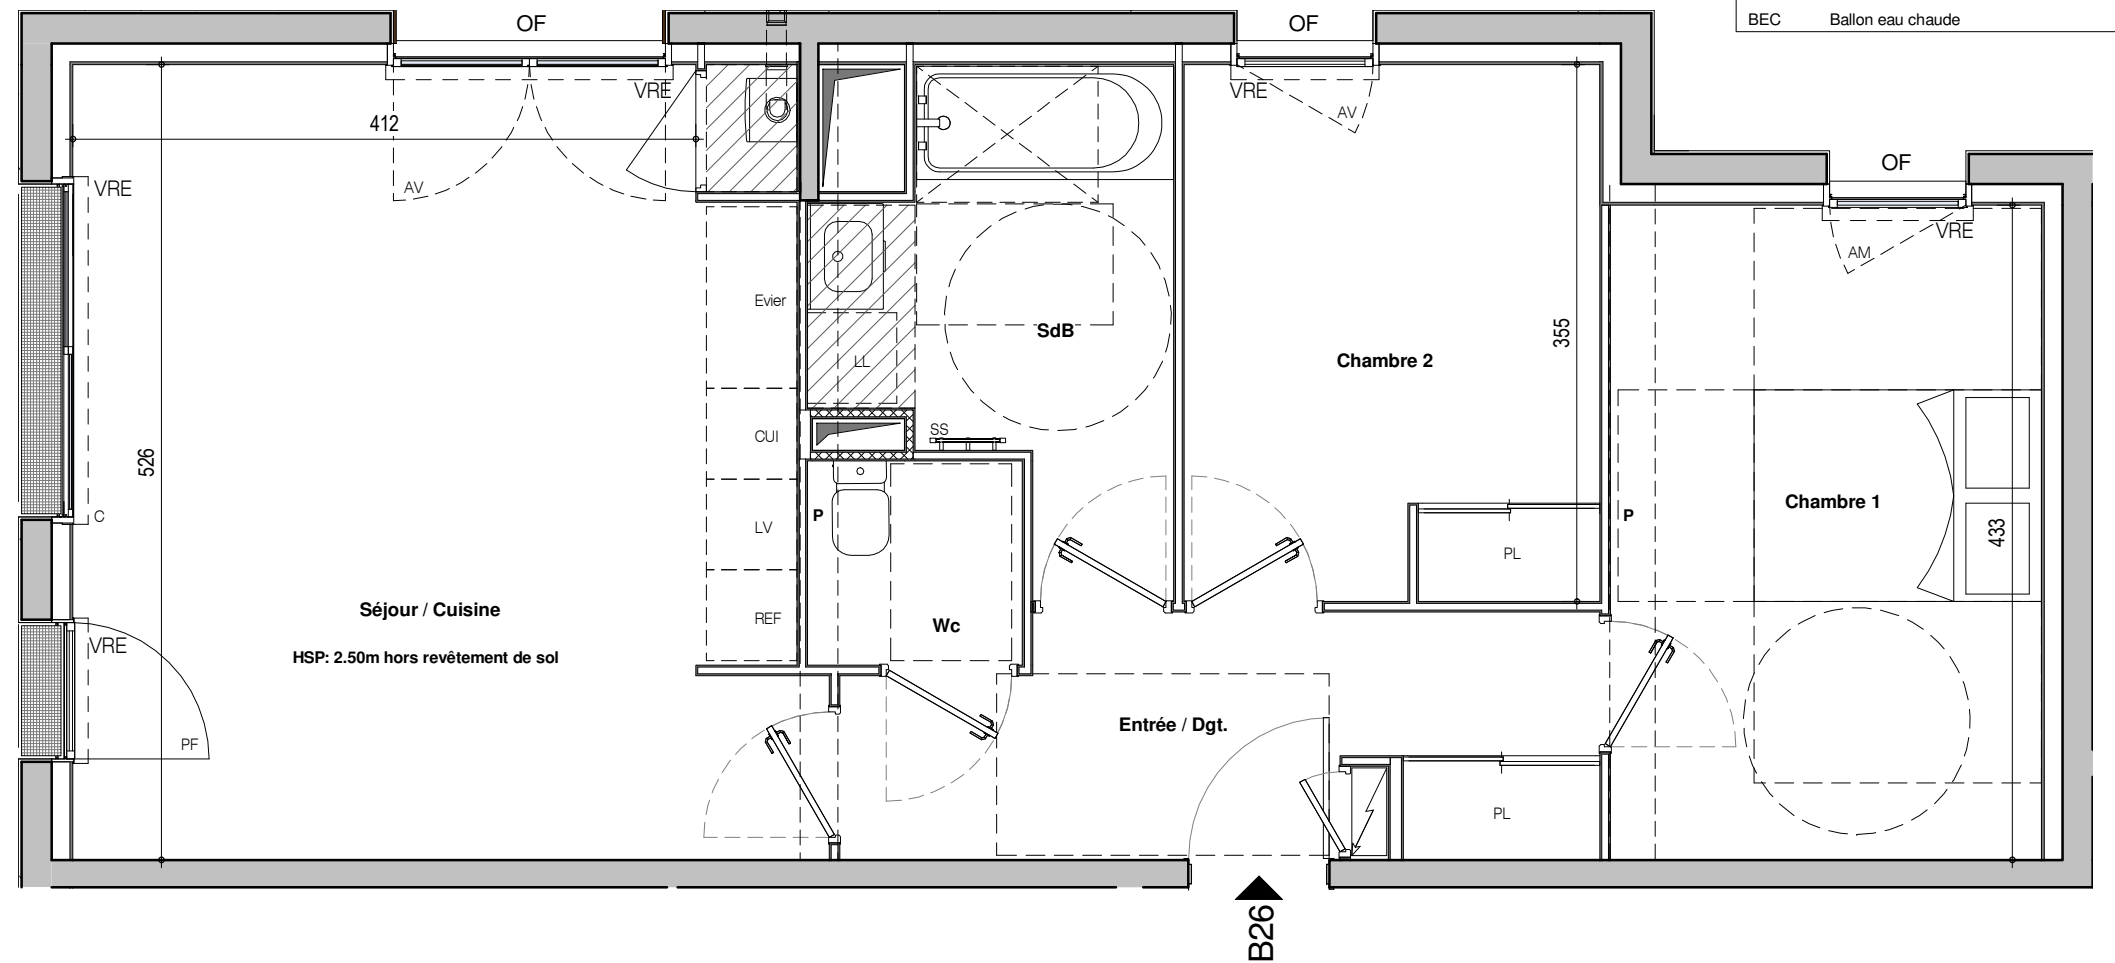 BEC Ballon eau chaude
OF
OF
OF
VRE
412
AV
VRE
VRE
AV
VRE
AM
Evier
SdB
355
Chambre 2
LL
CUI
SS
526
C
P
LV
PL
P
Chambre 1
433
Séjour / Cuisine
HSP: 2.50m hors revêtement de sol
REF
Wc
VRE
PF
Entrée / Dgt.
PL
B26